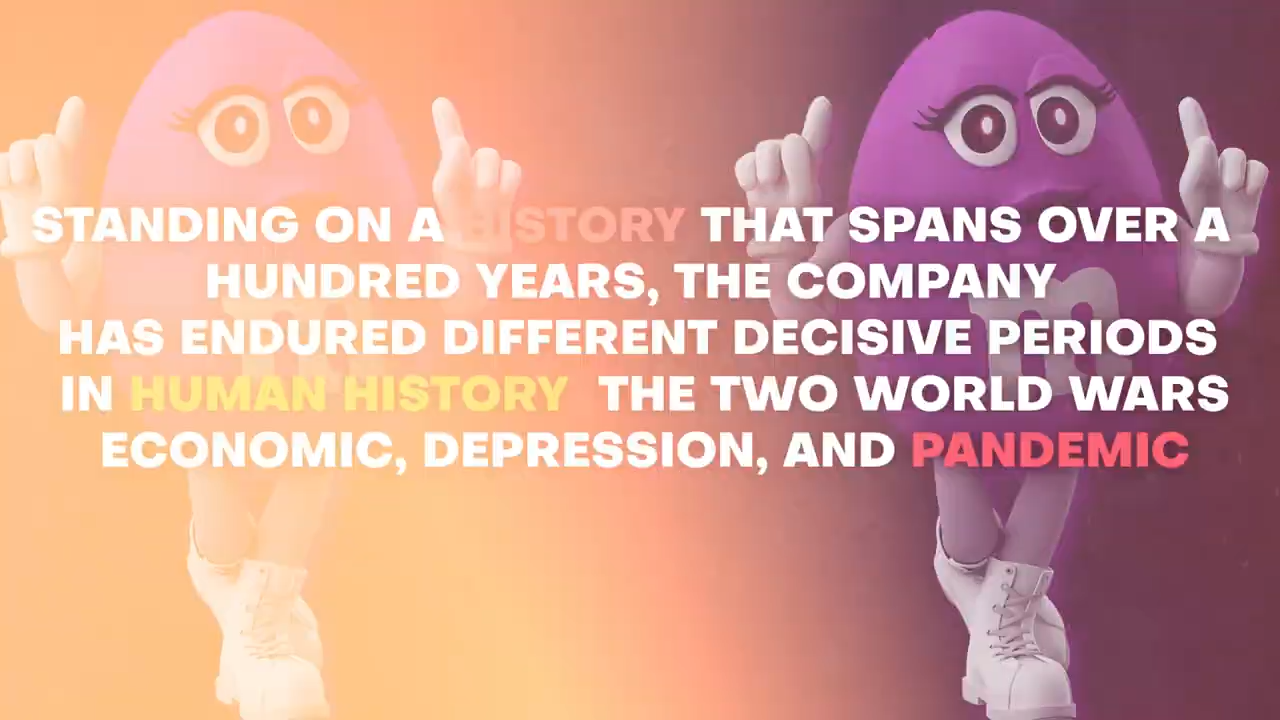 STANDING ON A HISTORY THAT SPANS OVER A
HUNDRED YEARS, THE COMPANY
HAS ENDURED DIFFERENT DECISIVE PERIODS
IN HUMAN HISTORY THE TWO WORLD WARS
ECONOMIC, DEPRESSION, AND PANDEMIC
m
m